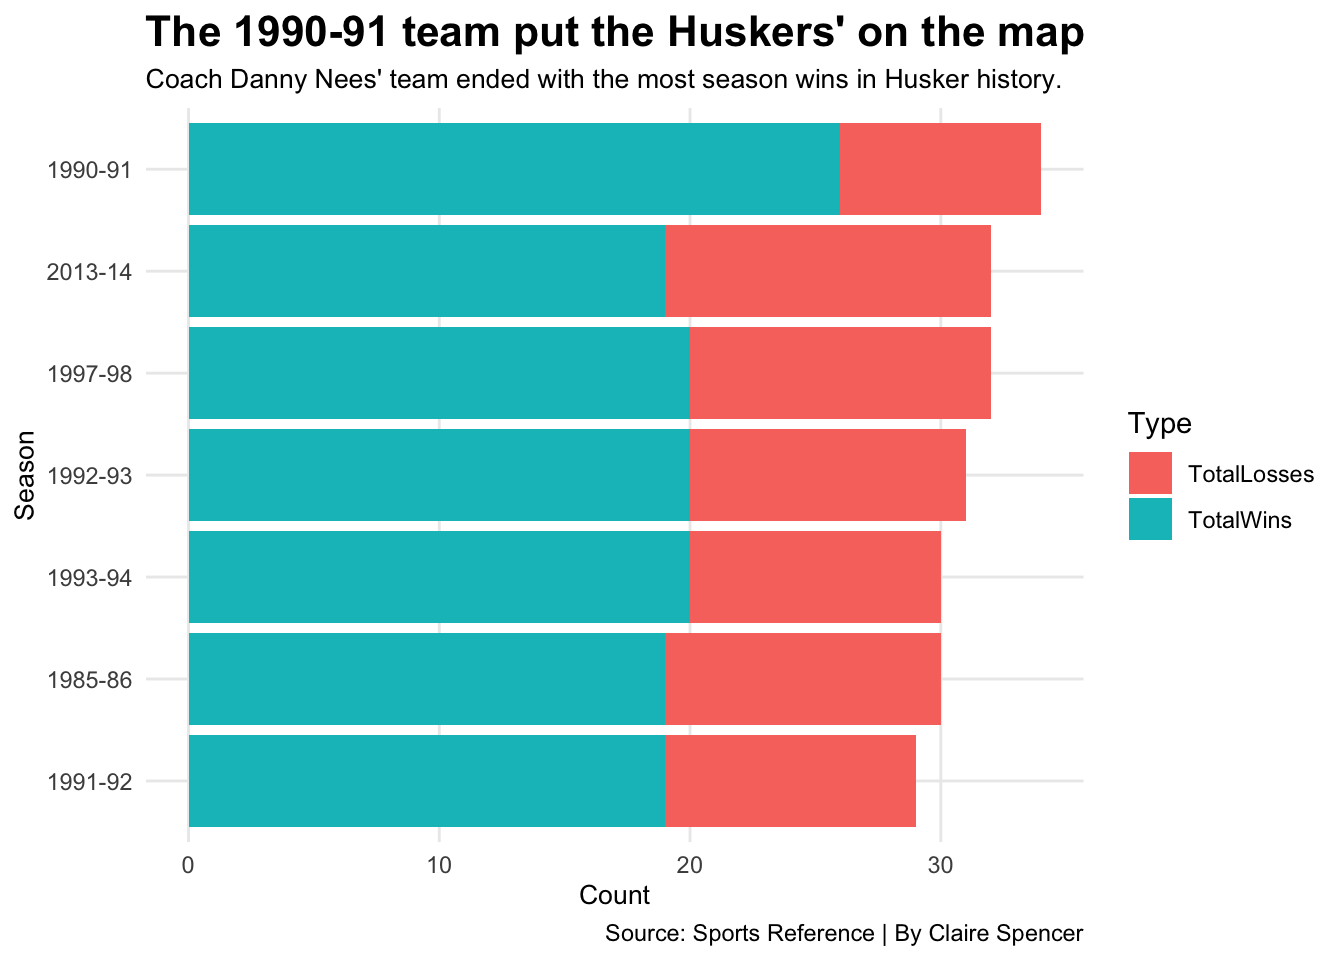 The 1990-91 team put the Huskers' on the map
Coach Danny Nees' team ended with the most season wins in Husker history.
1990-91
2013-14
1997-98
1992-93
1993-94
1985-86
1991-92
Season
0 10 20 30
Count
Type
TotalLosses
TotalWins
Source: Sports Reference | By Claire Spencer